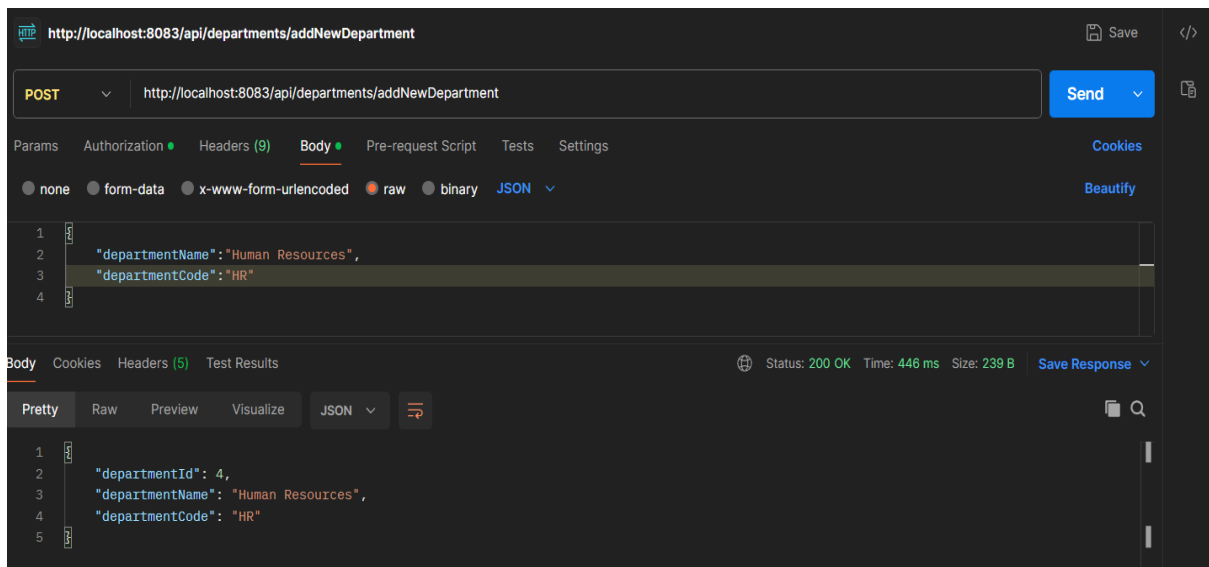 HTTP http://localhost:8083/api/departments/addNewDepartment Save </>
POST http://localhost:8083/api/departments/addNewDepartment Send
Params Authorization Headers (9) Body Pre-request Script Tests Settings Cookies
none form-data x-www-form-urlencoded raw binary JSON Beautify
1 {
2 "departmentName":"Human Resources",
3 "departmentCode":"HR"
4 }
Body Cookies Headers (5) Test Results Status: 200 OK Time: 446 ms Size: 239 B Save Response
Pretty Raw Preview Visualize JSON
1 {
2 "departmentId": 4,
3 "departmentName": "Human Resources",
4 "departmentCode": "HR"
5 }